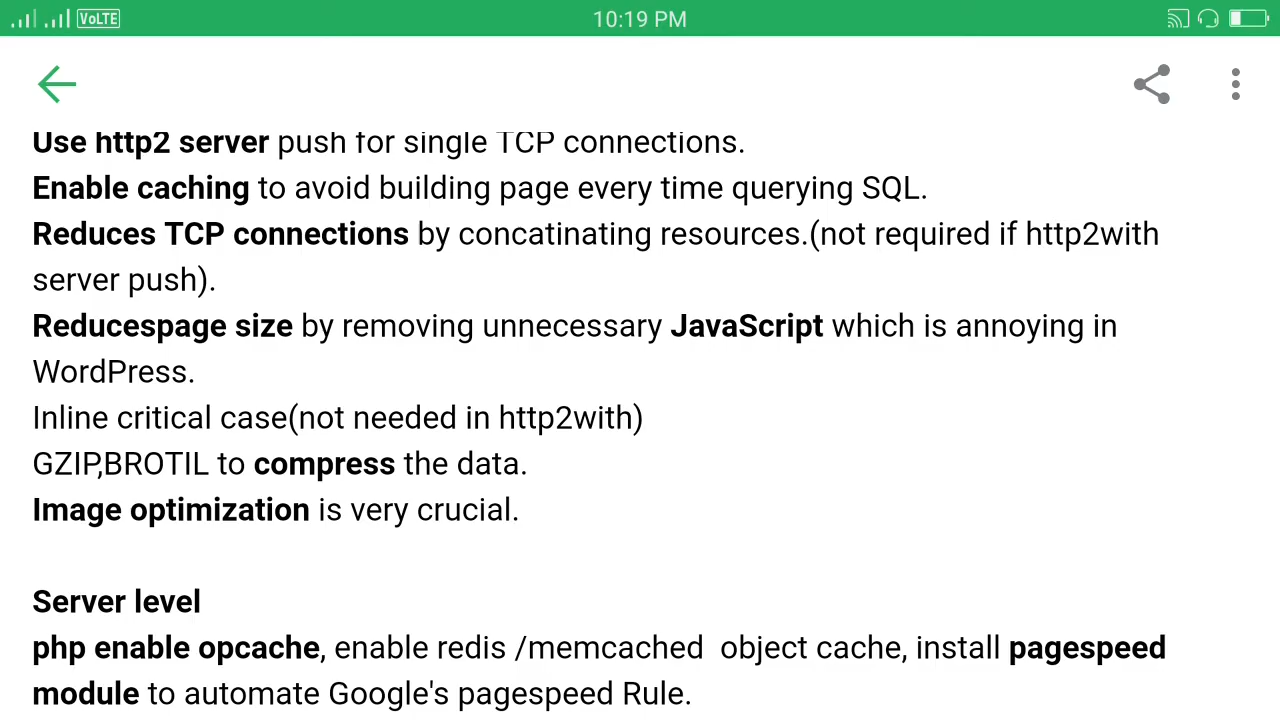 VoLTE 10:19 PM
Use http2 server push for single TCP connections.
Enable caching to avoid building page every time querying SQL.
Reduces TCP connections by concatinating resources.(not required if http2with
server push).
Reducespage size by removing unnecessary JavaScript which is annoying in
WordPress.
Inline critical case(not needed in http2with)
GZIP,BROTIL to compress the data.
Image optimization is very crucial.
Server level
php enable opcache, enable redis /memcached  object cache, install pagespeed
module to automate Google's pagespeed Rule.